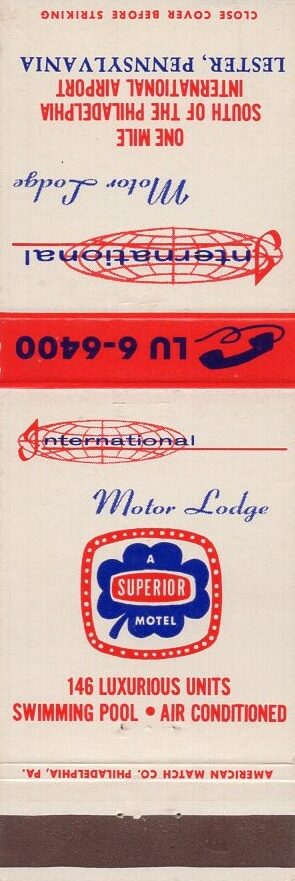 CLOSE COVER BEFORE STRIKING
International
Motor Lodge
ONE MILE
SOUTH OF THE PHILADELPHIA
INTERNATIONAL AIRPORT
LESTER, PENNSYLVANIA
LU 6-6400
International
Motor Lodge
A
SUPERIOR
MOTEL
146 LUXURIOUS UNITS
SWIMMING POOL • AIR CONDITIONED
AMERICAN MATCH CO. PHILADELPHIA, PA.